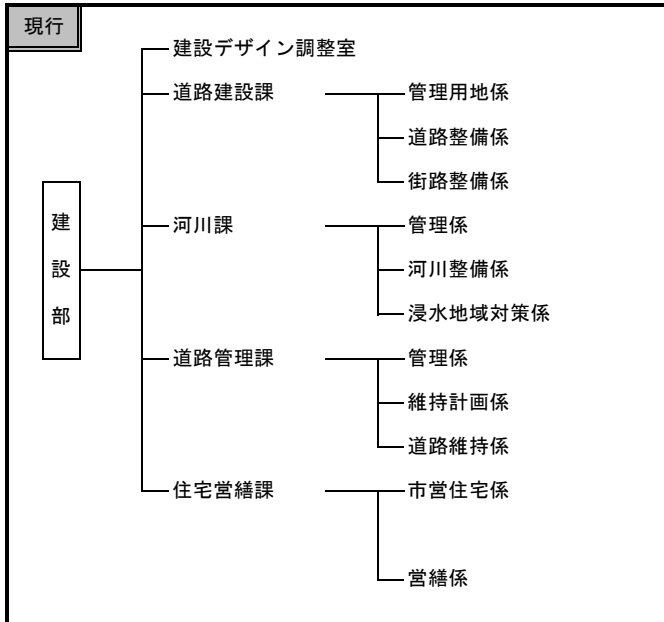 現行
建設デザイン調整室
道路建設課
管理用地係
道路整備係
街路整備係
建設部
河川課
管理係
河川整備係
浸水地域対策係
道路管理課
管理係
維持計画係
道路維持係
住宅営繕課
市営住宅係
営繕係